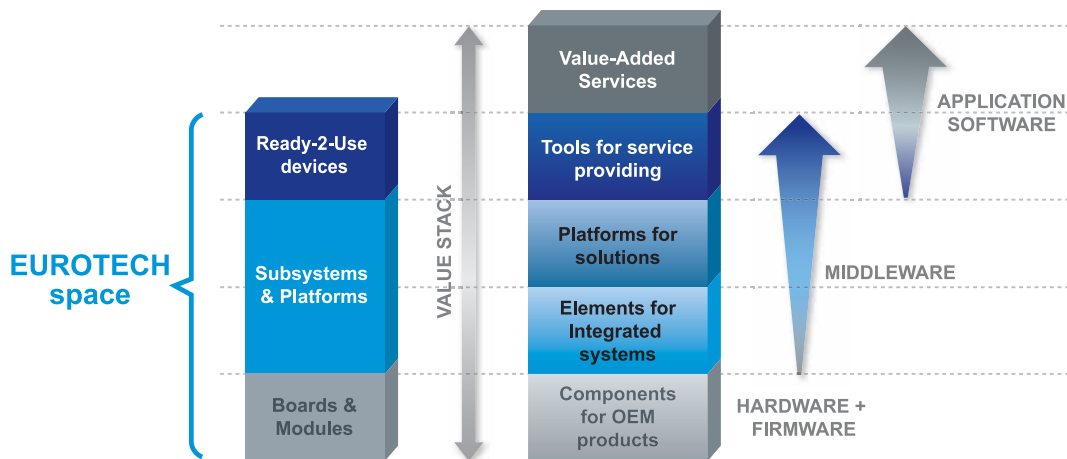 EUROTECH
space
Ready-2-Use
devices
Subsystems
& Platforms
Boards &
Modules
VALUE STACK
Value-Added
Services
Tools for service
providing
Platforms for
solutions
Elements for
Integrated
systems
Components
for OEM
products
APPLICATION
SOFTWARE
MIDDLEWARE
HARDWARE +
FIRMWARE